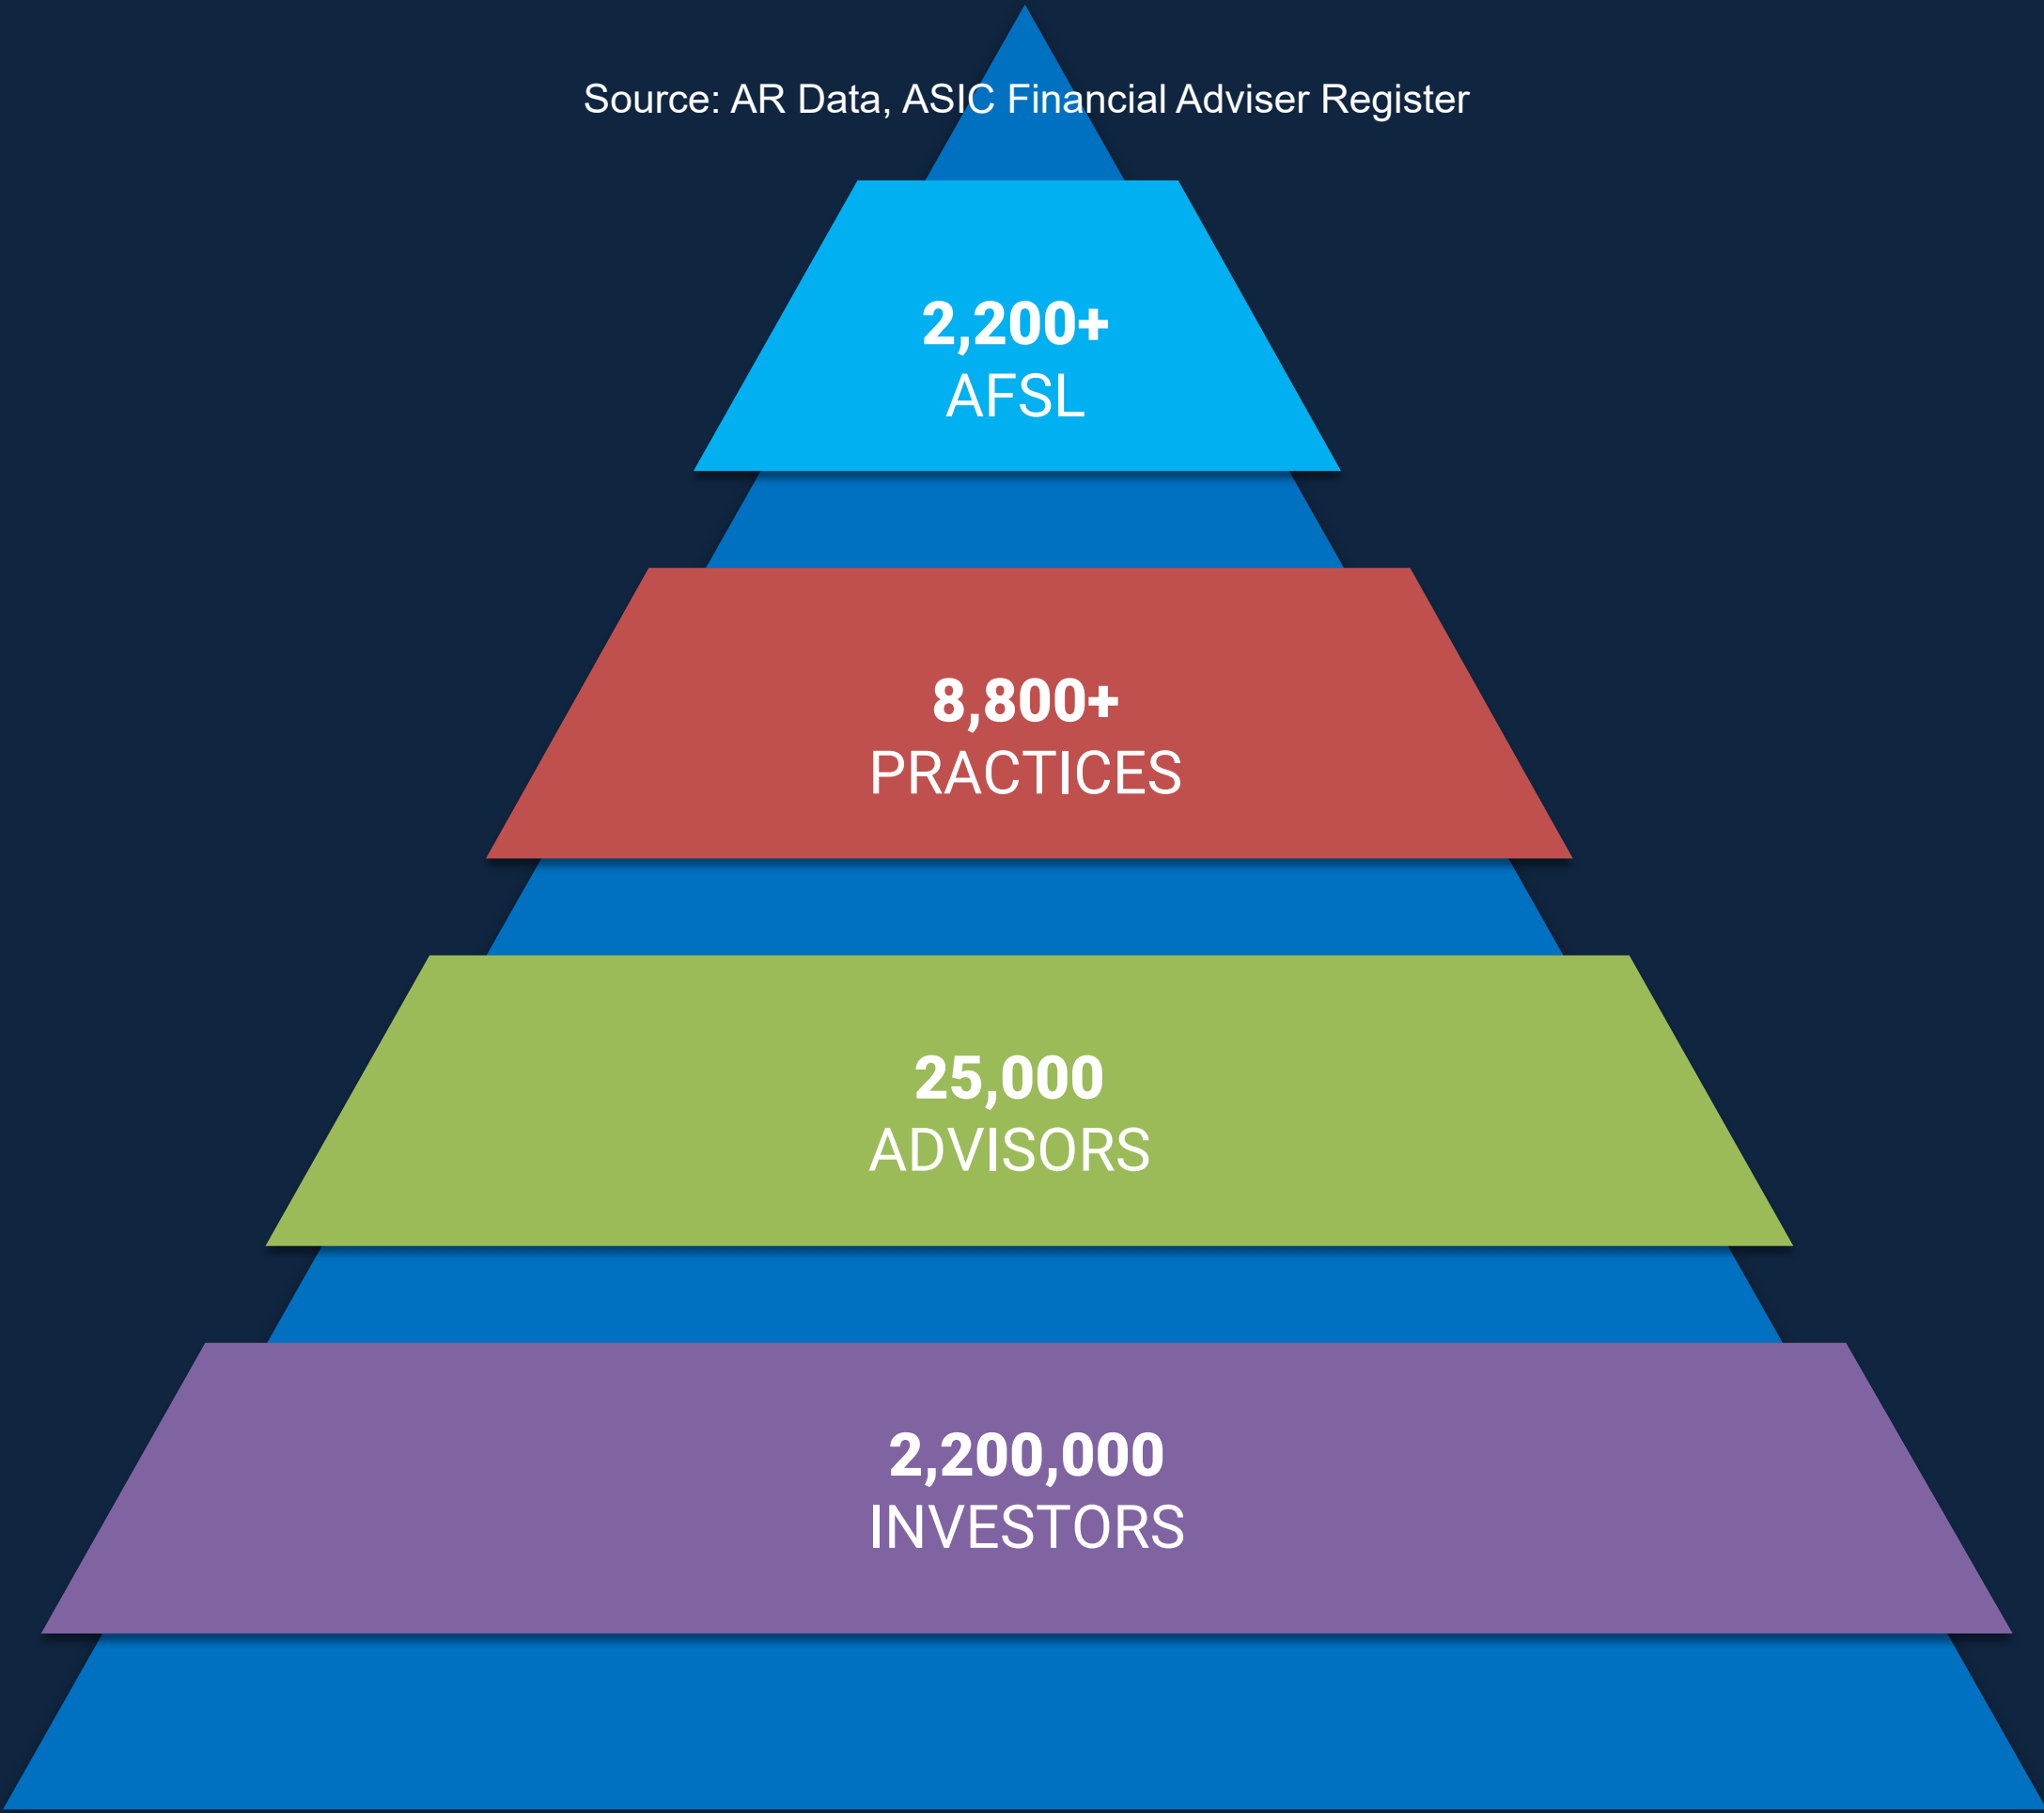 Source: AR Data, ASIC Financial Adviser Register
2,200+
AFSL
8,800+
PRACTICES
25,000
ADVISORS
2,200,000
INVESTORS